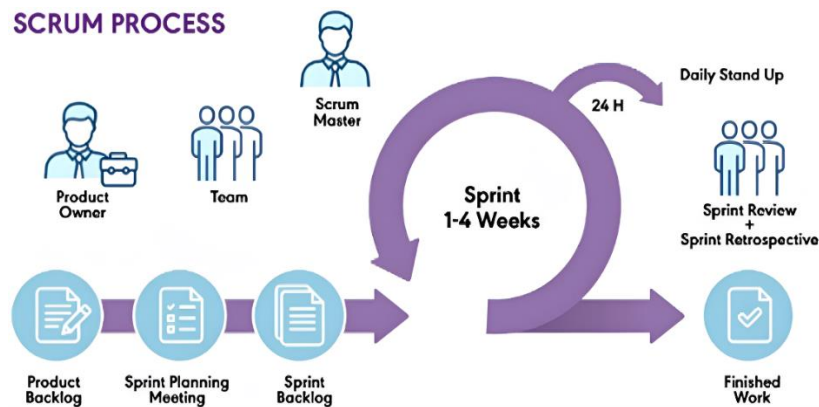 SCRUM PROCESS
Scrum
Master
Product
Owner
Team
Daily Stand Up
24 H
Sprint
1-4 Weeks
Sprint Review
+
Sprint Retrospective
Product
Backlog
Sprint Planning
Meeting
Sprint
Backlog
Finished
Work